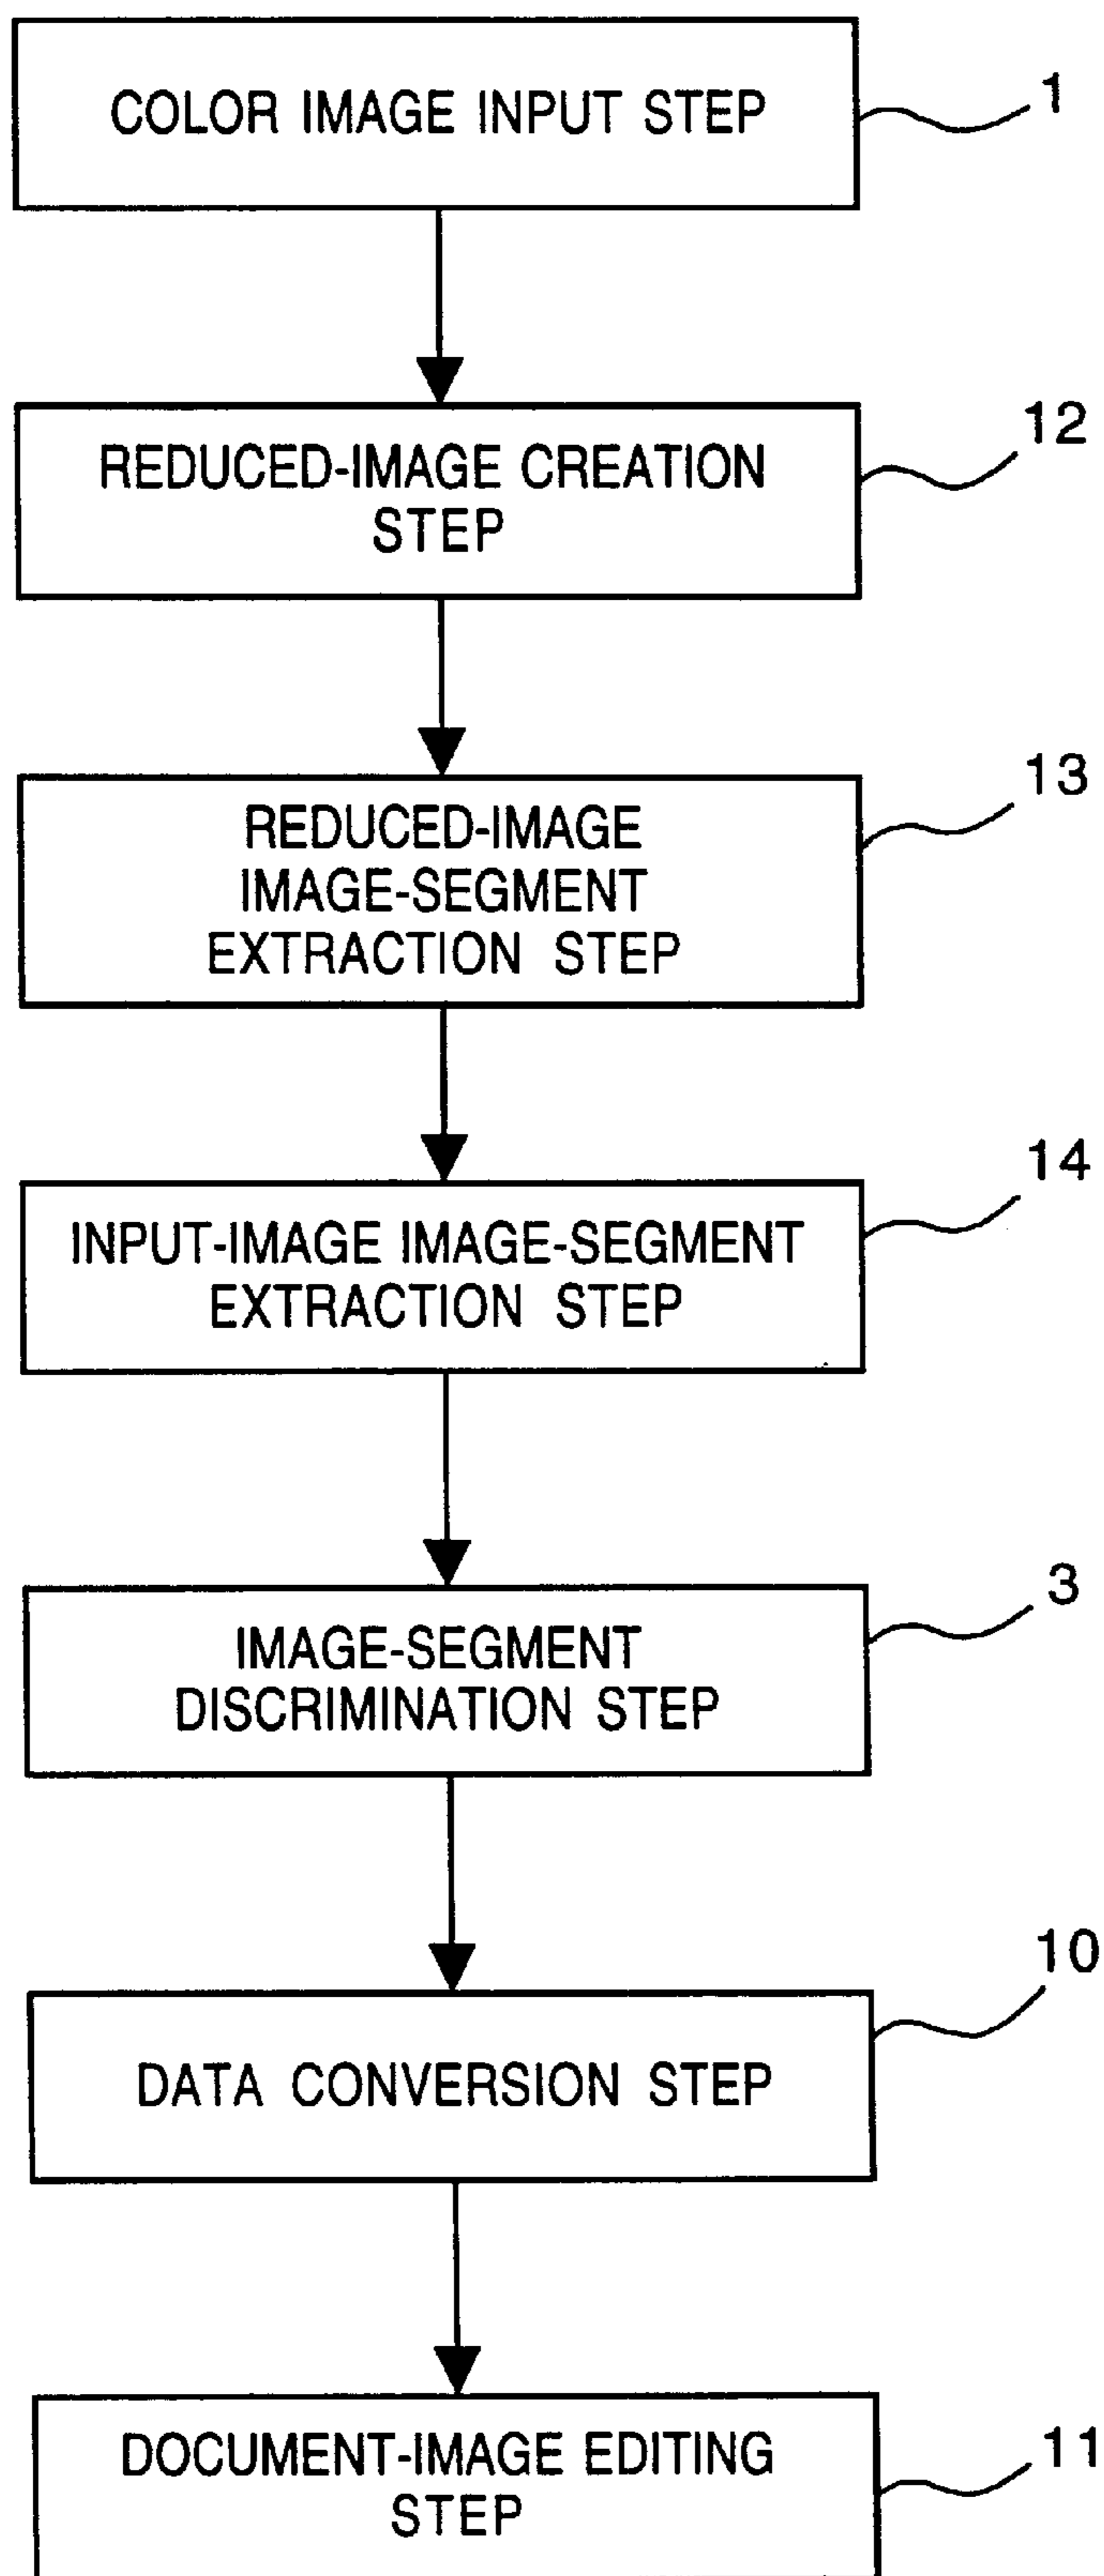 COLOR IMAGE INPUT STEP
1
REDUCED-IMAGE CREATION
STEP
12
REDUCED-IMAGE
IMAGE-SEGMENT
EXTRACTION STEP
13
INPUT-IMAGE IMAGE-SEGMENT
EXTRACTION STEP
14
IMAGE-SEGMENT
DISCRIMINATION STEP
3
DATA CONVERSION STEP
10
DOCUMENT-IMAGE EDITING
STEP
11